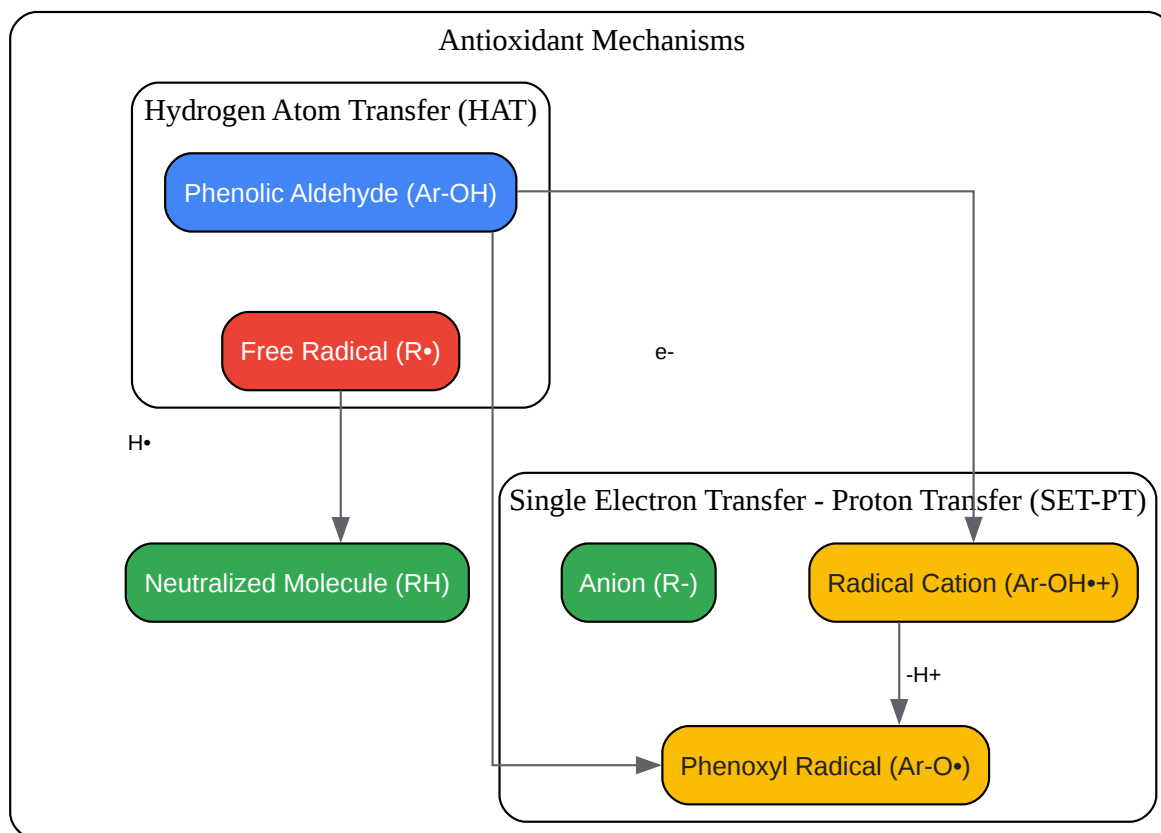 Antioxidant Mechanisms
Hydrogen Atom Transfer (HAT)
Phenolic Aldehyde (Ar-OH)
Free Radical (R•)
e-
H•
Single Electron Transfer - Proton Transfer (SET-PT)
Neutralized Molecule (RH)
Anion (R-)
Radical Cation (Ar-OH•+)
-H+
Phenoxyl Radical (Ar-O•)